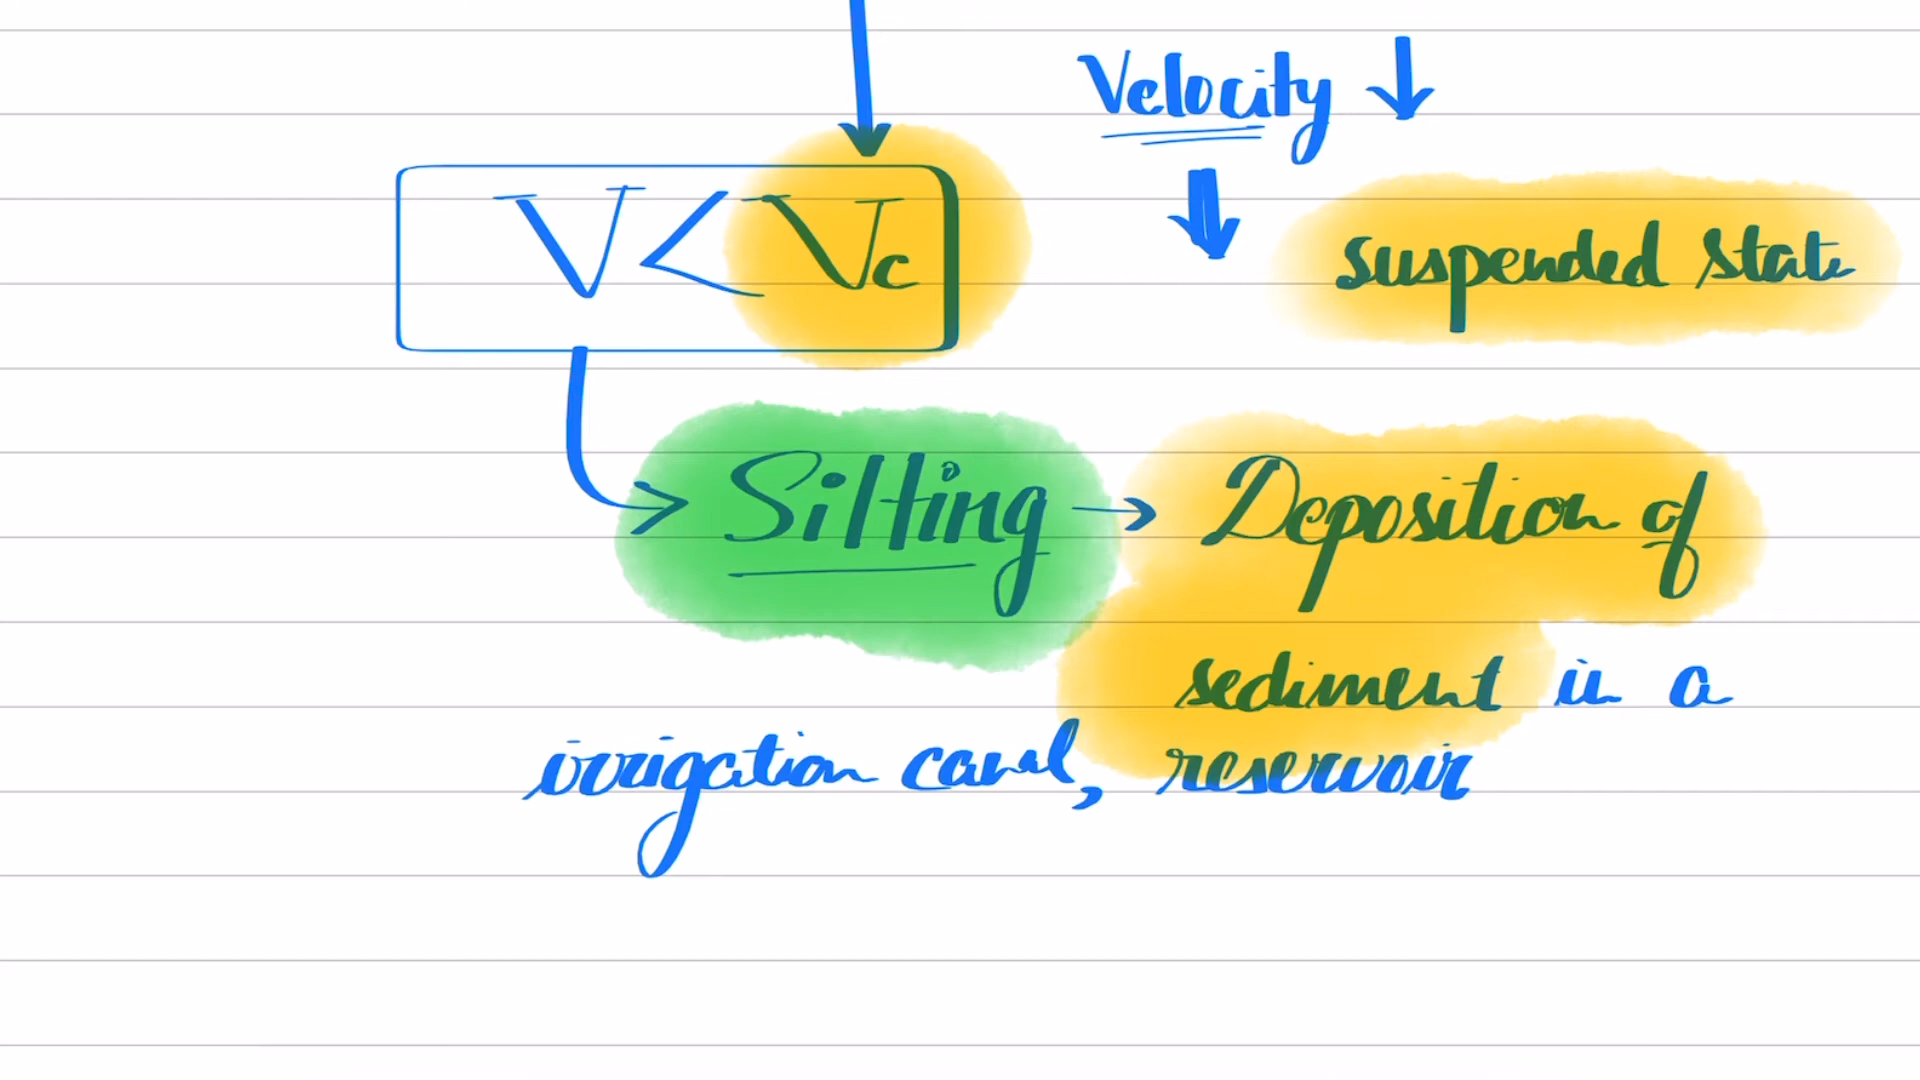 Velocity ↓
V < Vc
↓
suspended state
Silting → Deposition of
sediment in a
irrigation canal, reservoir